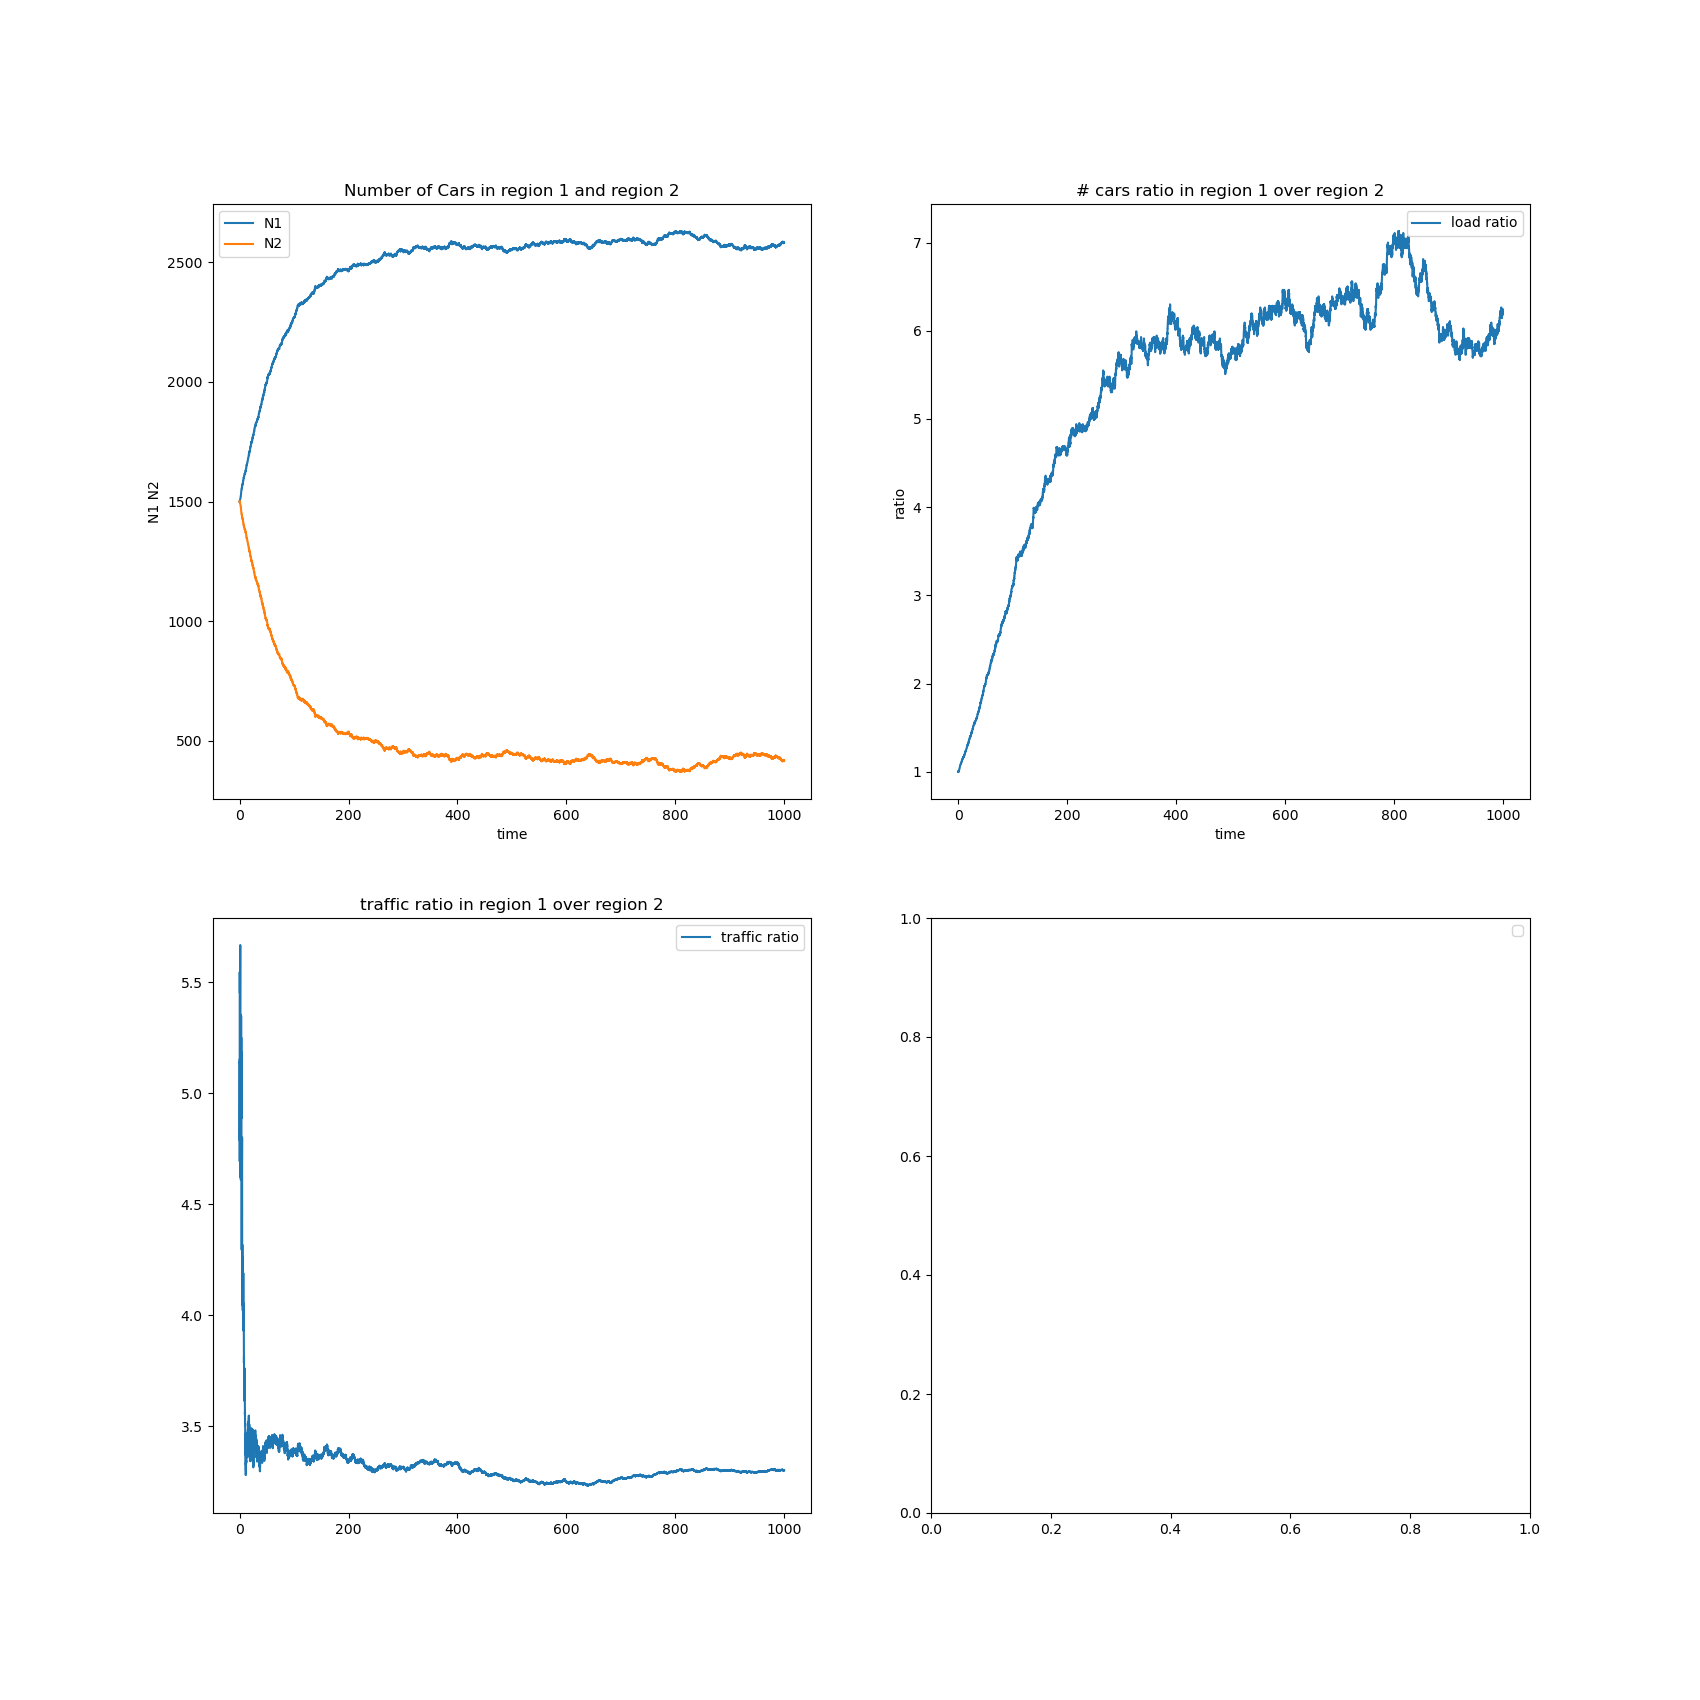 Number of Cars in region 1 and region 2
N1
N2
2500
2000
1500
1000
500
N1 N2
0 200 400 600 800 1000
time
# cars ratio in region 1 over region 2
load ratio
7
6
5
4
3
2
1
ratio
0 200 400 600 800 1000
time
traffic ratio in region 1 over region 2
traffic ratio
5.5
5.0
4.5
4.0
3.5
0 200 400 600 800 1000
1.0
0.8
0.6
0.4
0.2
0.0
0.0 0.2 0.4 0.6 0.8 1.0